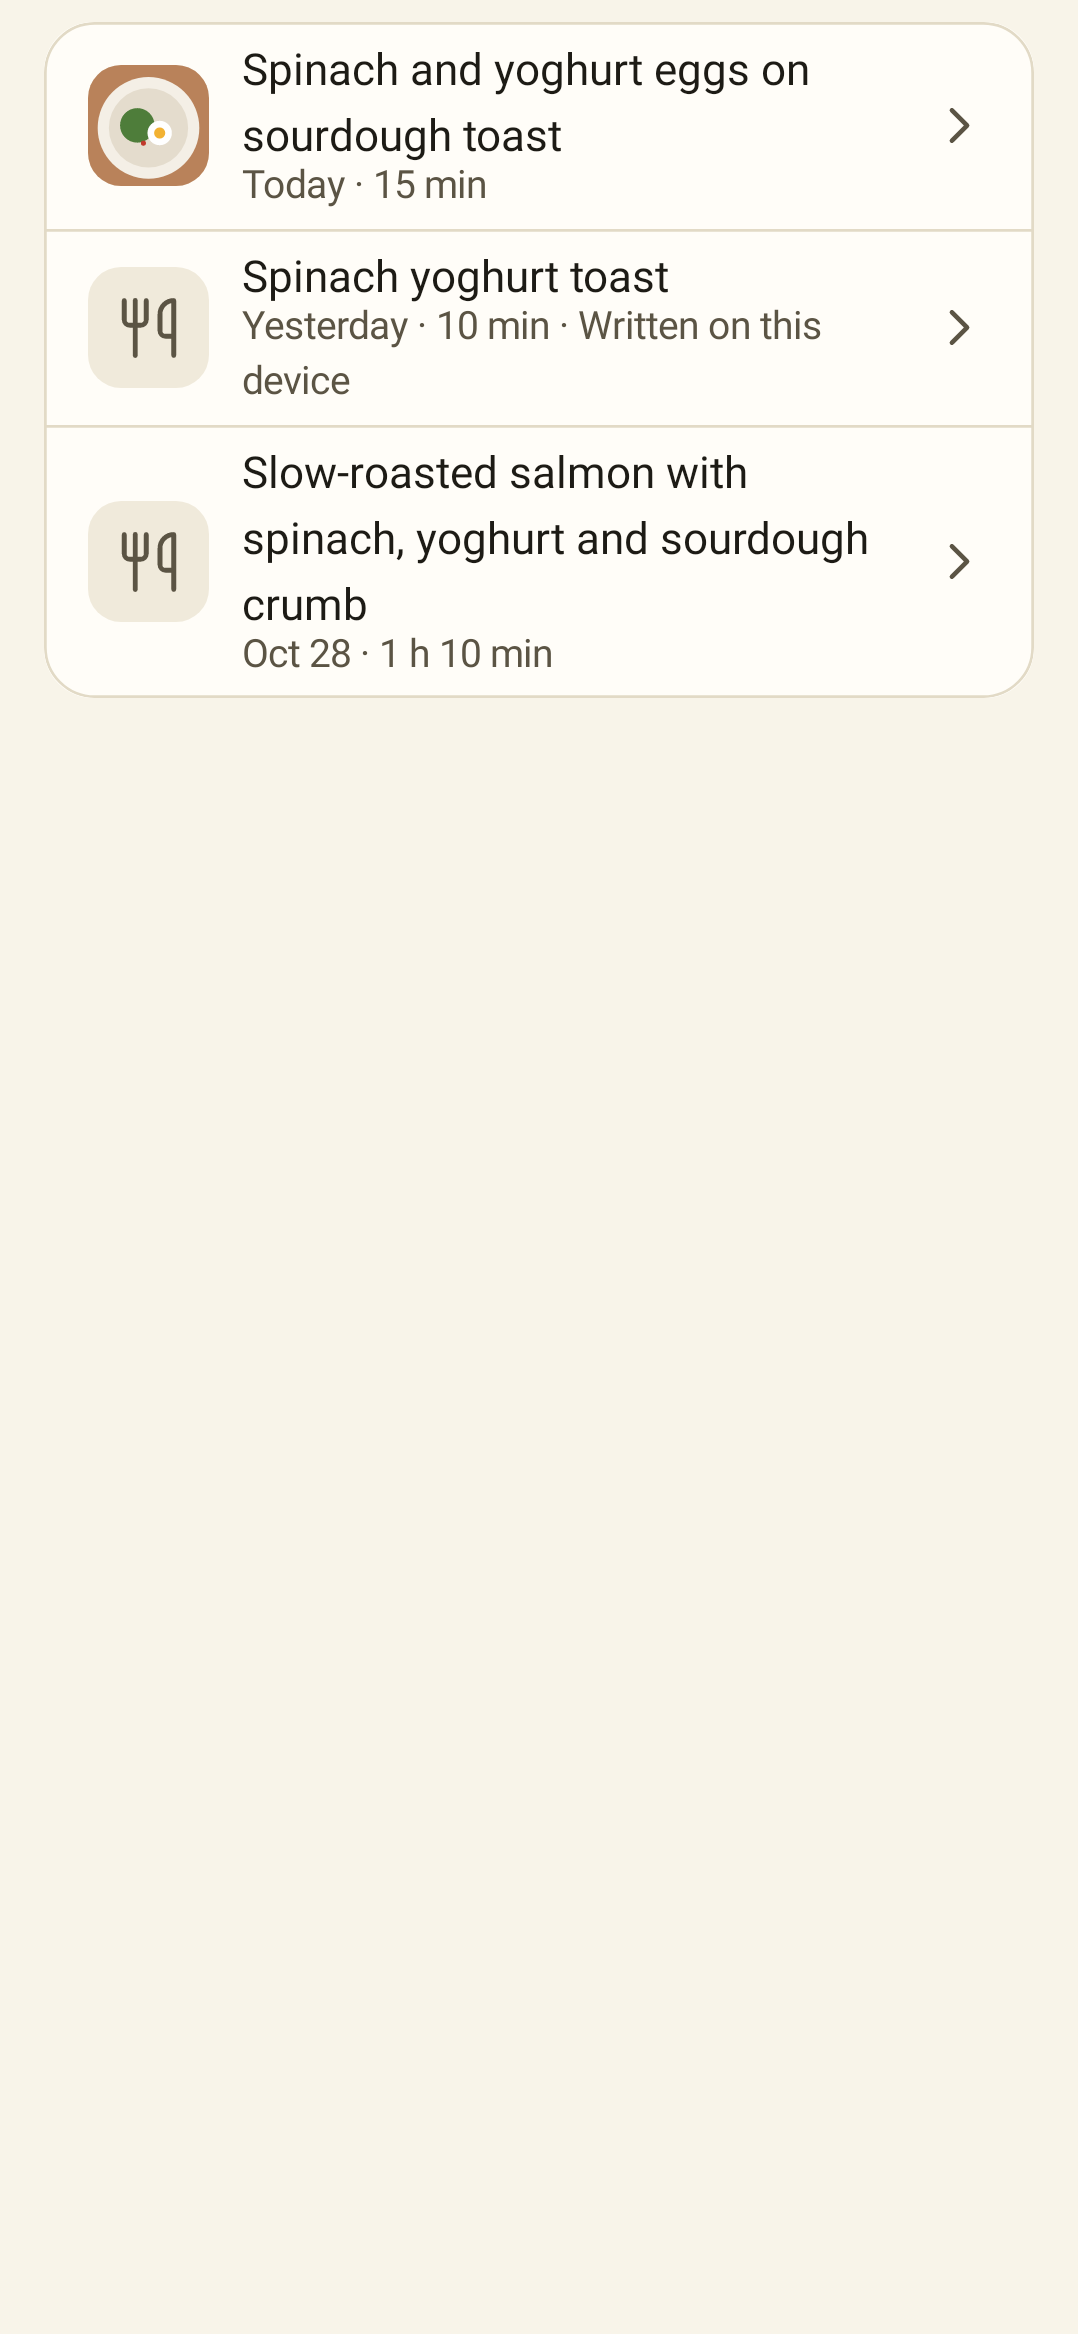 Spinach and yoghurt eggs on
sourdough toast
Today · 15 min
Spinach yoghurt toast
Yesterday · 10 min · Written on this
device
Slow-roasted salmon with
spinach, yoghurt and sourdough
crumb
Oct 28 · 1 h 10 min